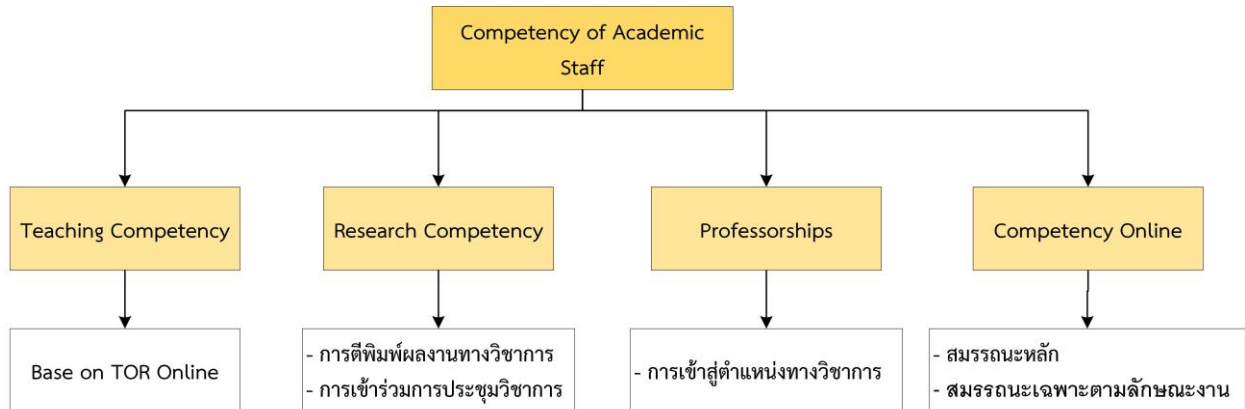 Competency of Academic
Staff
Teaching Competency
Research Competency
Professorships
Competency Online
Base on TOR Online
- การตีพิมพ์ผลงานทางวิชาการ
- การเข้าร่วมการประชุมวิชาการ
- การเข้าสู่ตำแหน่งทางวิชาการ
- สมรรถนะหลัก
- สมรรถนะเฉพาะตามลักษณะงาน